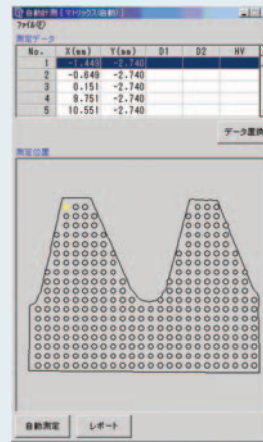 自動計測 [マトリックス(自動)]
ファイル(F)
測定データ
No. X(mm) Y(mm) D1 D2 HV
1 -1.449 -2.740
2 -0.649 -2.740
3 0.151 -2.740
4 9.751 -2.740
5 10.551 -2.740
データ置換
測定位置
自動測定 レポート